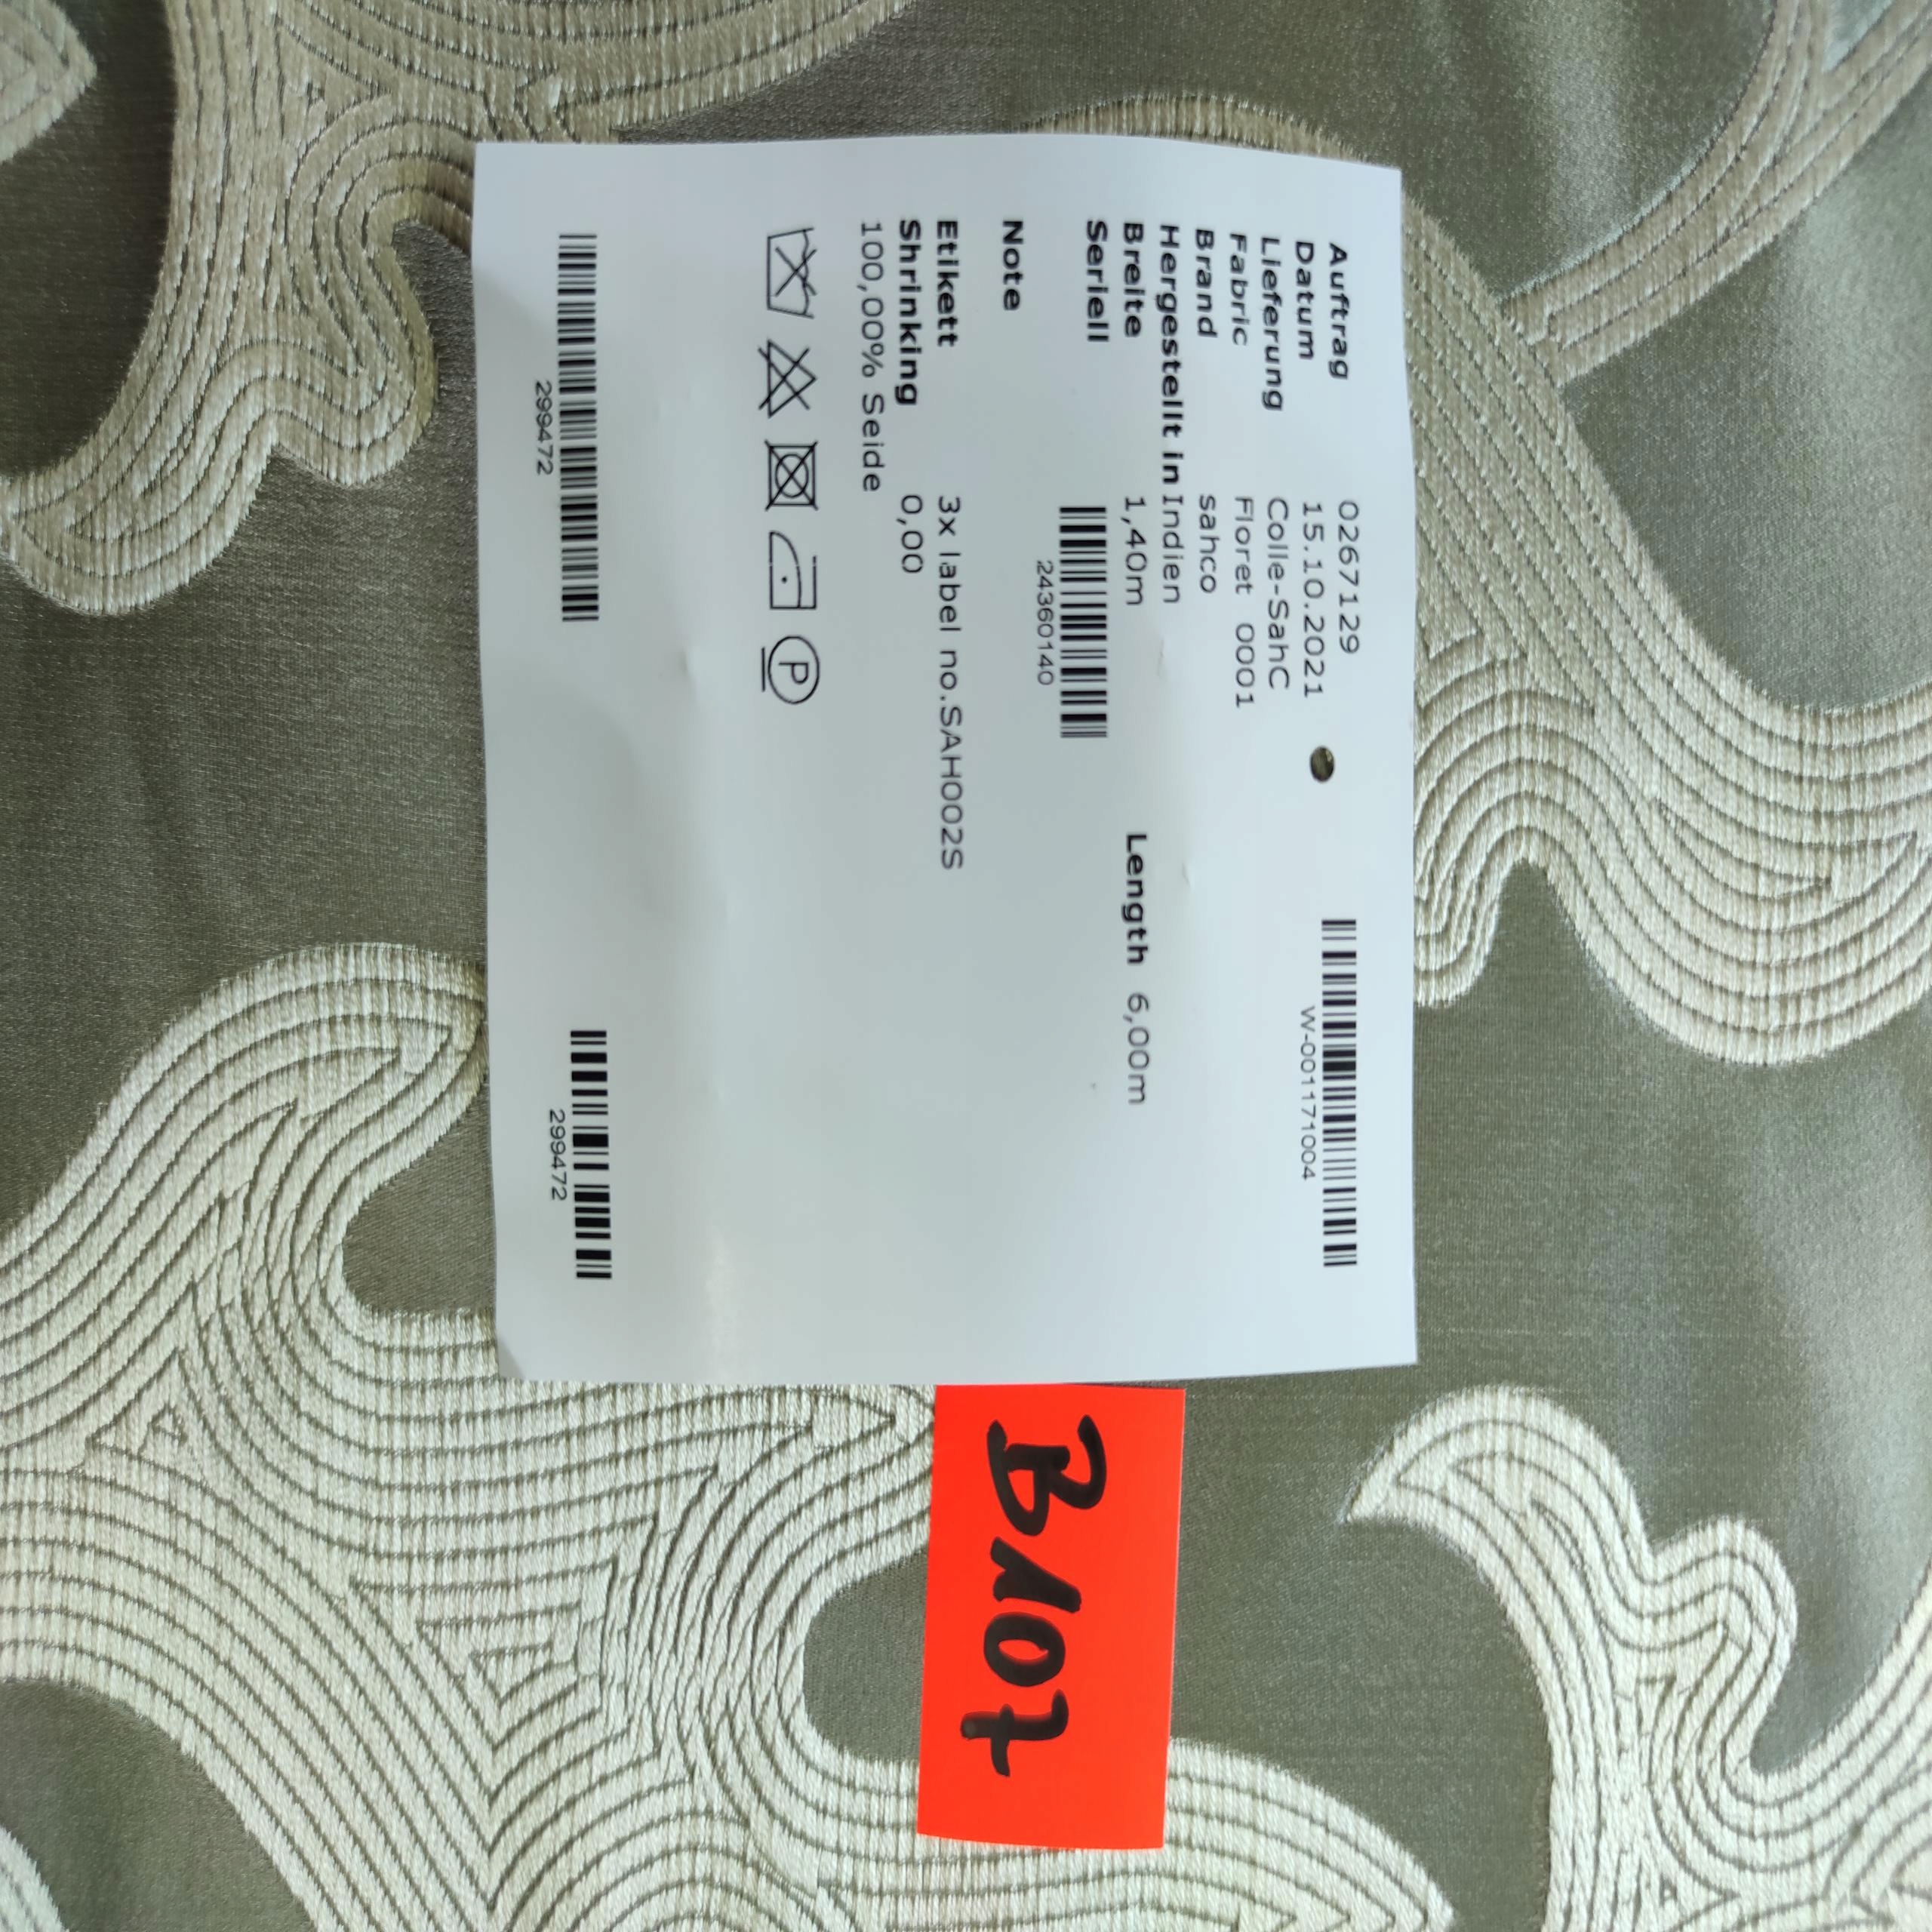 Auftrag 0267129
Datum 15.10.2021
W-001171004
Lieferung Colle-SahC
Fabric Floret 0001
Brand sahco
Hergestellt in Indien
Breite 1,40m Length 6,00m
Seriell
24360140
Note
Etikett 3x label no.SAH002S
Shrinking 0,00
100,00% Seide
P
299472 299472
B107